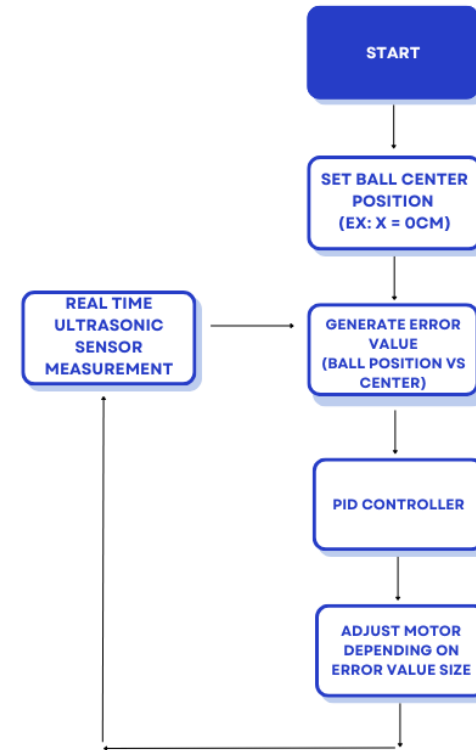 START
SET BALL CENTER
POSITION
(EX: X = 0CM)
REAL TIME
ULTRASONIC
SENSOR
MEASUREMENT
GENERATE ERROR
VALUE
(BALL POSITION VS
CENTER)
PID CONTROLLER
ADJUST MOTOR
DEPENDING ON
ERROR VALUE SIZE